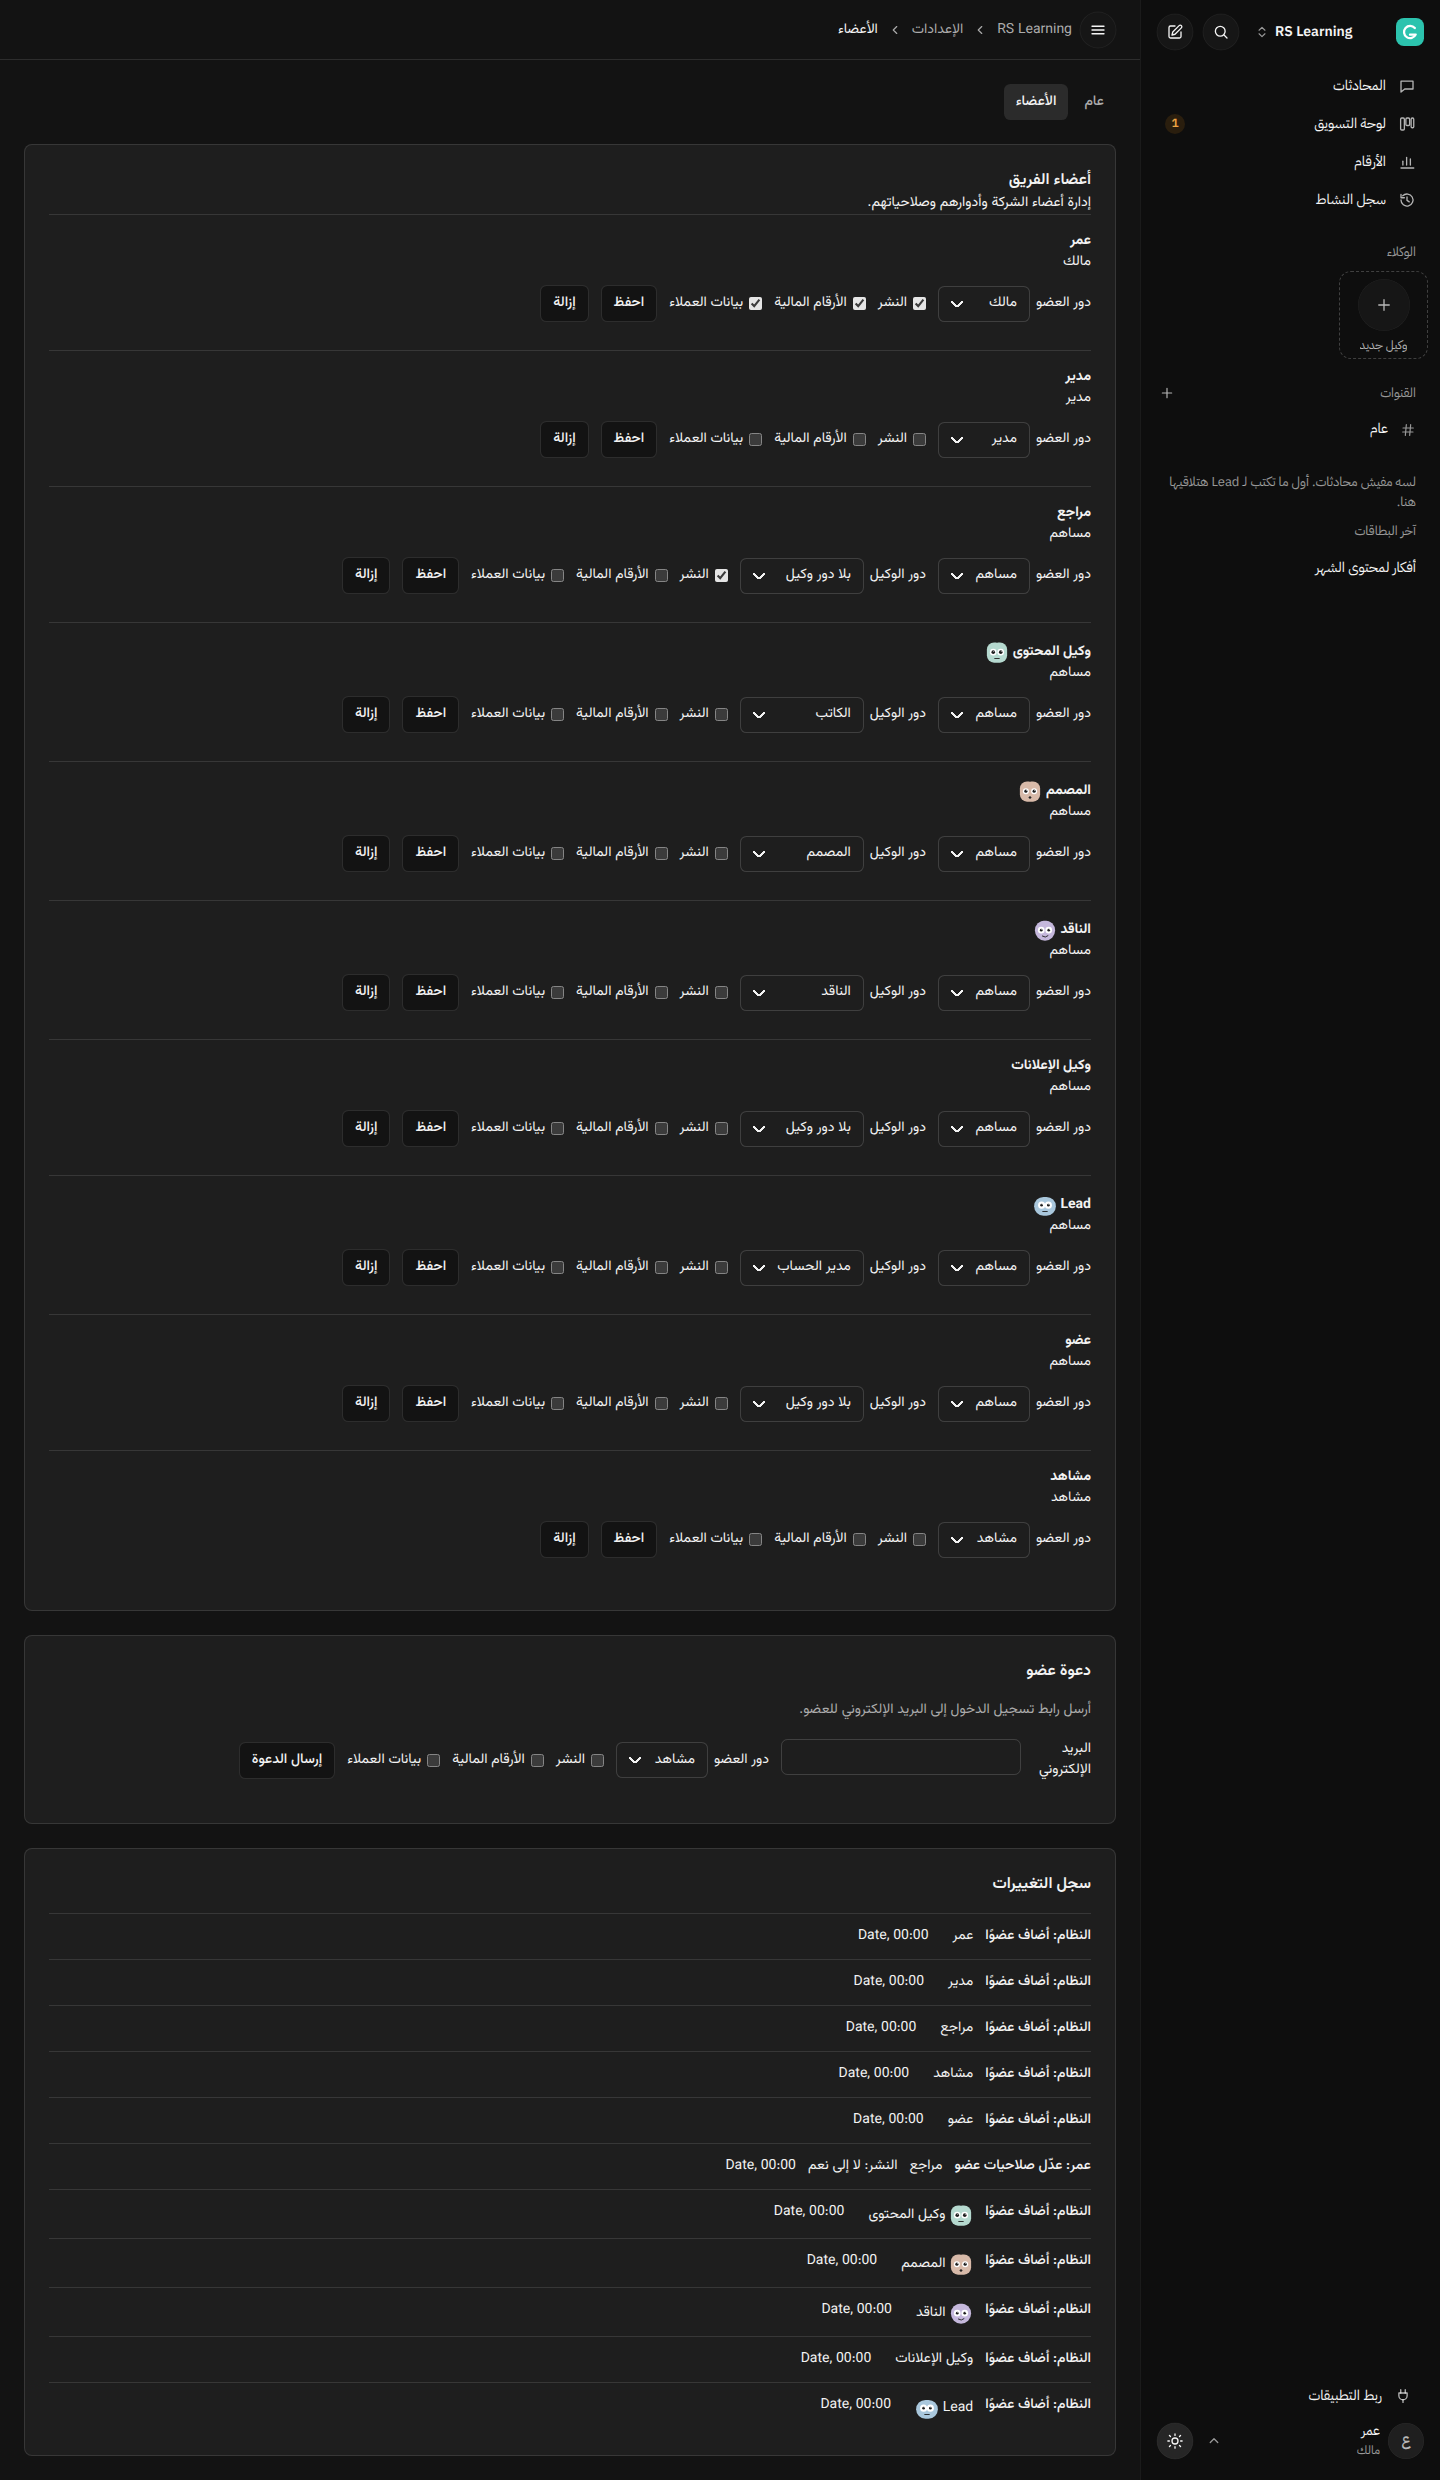 RS Learning
المحادثات
لوحة التسويق 1
الأرقام
سجل النشاط
الوكلاء
وكيل جديد
القنوات
عام
لسه مفيش محادثات. أول ما تكتب لـ Lead هتلاقيها
هنا.
آخر البطاقات
أفكار لمحتوى الشهر
ربط التطبيقات
ع
عمر
مالك
RS Learning الإعدادات الأعضاء
عام الأعضاء
أعضاء الفريق
إدارة أعضاء الشركة وأدوارهم وصلاحياتهم.
عمر
مالك
دور العضو مالك النشر الأرقام المالية بيانات العملاء احفظ إزالة
مدير
مدير
دور العضو مدير النشر الأرقام المالية بيانات العملاء احفظ إزالة
مراجع
مساهم
دور العضو مساهم دور الوكيل بلا دور وكيل النشر الأرقام المالية بيانات العملاء احفظ إزالة
وكيل المحتوى
مساهم
دور العضو مساهم دور الوكيل الكاتب النشر الأرقام المالية بيانات العملاء احفظ إزالة
المصمم
مساهم
دور العضو مساهم دور الوكيل المصمم النشر الأرقام المالية بيانات العملاء احفظ إزالة
الناقد
مساهم
دور العضو مساهم دور الوكيل الناقد النشر الأرقام المالية بيانات العملاء احفظ إزالة
وكيل الإعلانات
مساهم
دور العضو مساهم دور الوكيل بلا دور وكيل النشر الأرقام المالية بيانات العملاء احفظ إزالة
Lead
مساهم
دور العضو مساهم دور الوكيل مدير الحساب النشر الأرقام المالية بيانات العملاء احفظ إزالة
عضو
مساهم
دور العضو مساهم دور الوكيل بلا دور وكيل النشر الأرقام المالية بيانات العملاء احفظ إزالة
مشاهد
مشاهد
دور العضو مشاهد النشر الأرقام المالية بيانات العملاء احفظ إزالة
دعوة عضو
أرسل رابط تسجيل الدخول إلى البريد الإلكتروني للعضو.
البريد
الإلكتروني
دور العضو مشاهد النشر الأرقام المالية بيانات العملاء إرسال الدعوة
سجل التغييرات
النظام: أضاف عضوًا عمر Date, 00:00
النظام: أضاف عضوًا مدير Date, 00:00
النظام: أضاف عضوًا مراجع Date, 00:00
النظام: أضاف عضوًا مشاهد Date, 00:00
النظام: أضاف عضوًا عضو Date, 00:00
عمر: عدّل صلاحيات عضو مراجع النشر: لا إلى نعم Date, 00:00
النظام: أضاف عضوًا وكيل المحتوى Date, 00:00
النظام: أضاف عضوًا المصمم Date, 00:00
النظام: أضاف عضوًا الناقد Date, 00:00
النظام: أضاف عضوًا وكيل الإعلانات Date, 00:00
النظام: أضاف عضوًا Lead Date, 00:00